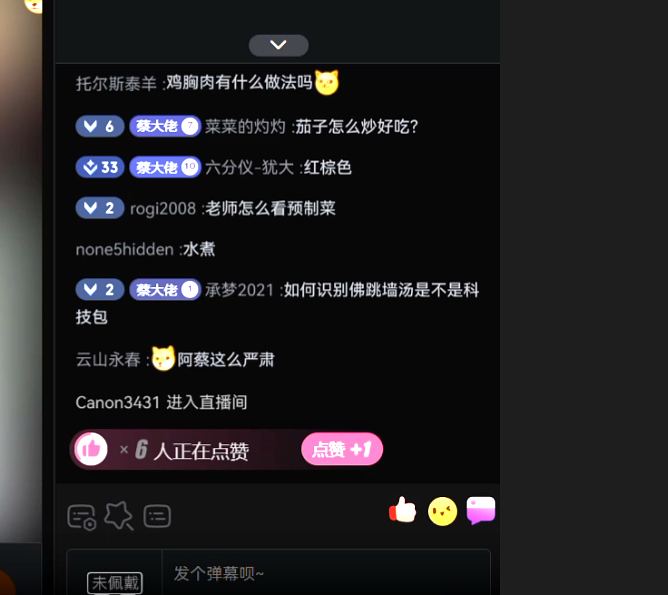 托尔斯泰羊 :鸡胸肉有什么做法吗
6 蔡大佬 7 菜菜的灼灼 :茄子怎么炒好吃?
33 蔡大佬 10 六分仪-犹大 :红棕色
2 rogi2008 :老师怎么看预制菜
none5hidden :水煮
2 蔡大佬 1 承梦2021 :如何识别佛跳墙汤是不是科
技包
云山永春 :阿蔡这么严肃
Canon3431 进入直播间
× 6 人正在点赞 点赞 +1
未佩戴 发个弹幕呗~